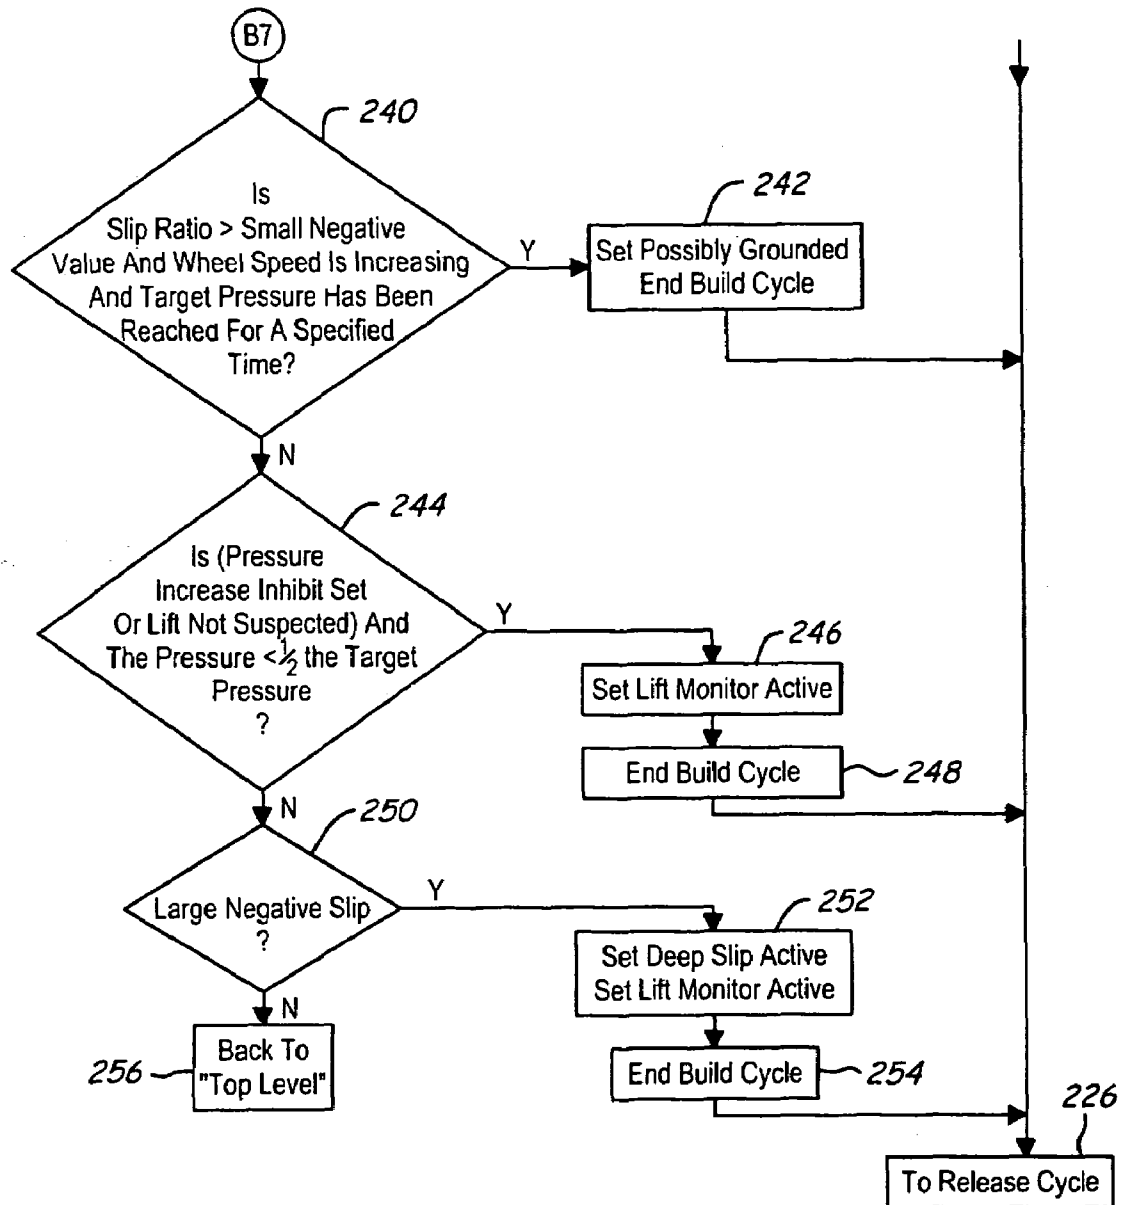 B7
240
Is
Slip Ratio > Small Negative
Value And Wheel Speed Is Increasing
And Target Pressure Has Been
Reached For A Specified
Time?
Y
242
Set Possibly Grounded
End Build Cycle
N
244
Is (Pressure
Increase Inhibit Set
Or Lift Not Suspected) And
The Pressure <1/2 the Target
Pressure
?
Y
246
Set Lift Monitor Active
End Build Cycle
248
N
250
Large Negative Slip
?
Y
252
Set Deep Slip Active
Set Lift Monitor Active
N
256
Back To
"Top Level"
End Build Cycle
254
226
To Release Cycle